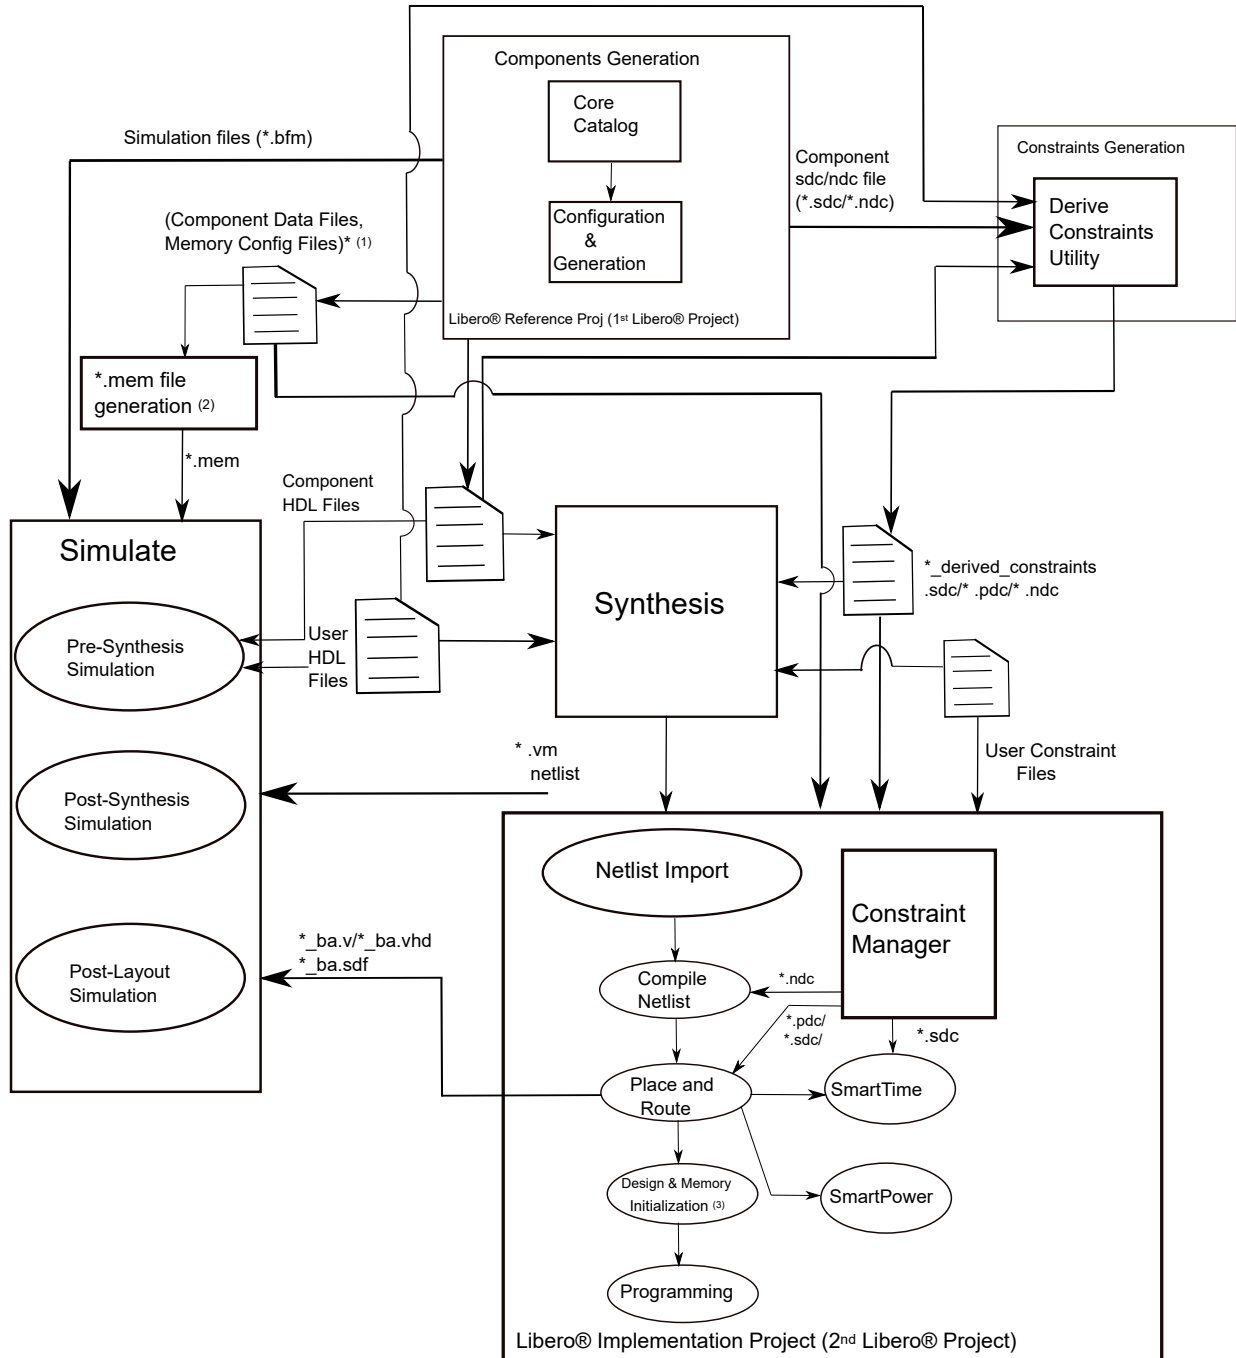 Components Generation
Core
Catalog
Configuration
&
Generation
Libero® Reference Proj (1st Libero® Project)
Simulation files (*.bfm)
Component
sdc/ndc file
(*.sdc/*.ndc)
Constraints Generation
Derive
Constraints
Utility
(Component Data Files,
Memory Config Files)* (1)
*.mem file
generation (2)
*.mem
Component
HDL Files
Simulate
Pre-Synthesis
Simulation
User
HDL
Files
Synthesis
*_derived_constraints
.sdc/* .pdc/* .ndc
User Constraint
Files
* .vm
netlist
Post-Synthesis
Simulation
Post-Layout
Simulation
*_ba.v/*_ba.vhd
*_ba.sdf
Netlist Import
Constraint
Manager
Compile
Netlist
*.ndc
*.pdc/
*.sdc/
*.sdc
Place and
Route
SmartTime
Design & Memory
Initialization (3)
SmartPower
Programming
Libero® Implementation Project (2nd Libero® Project)